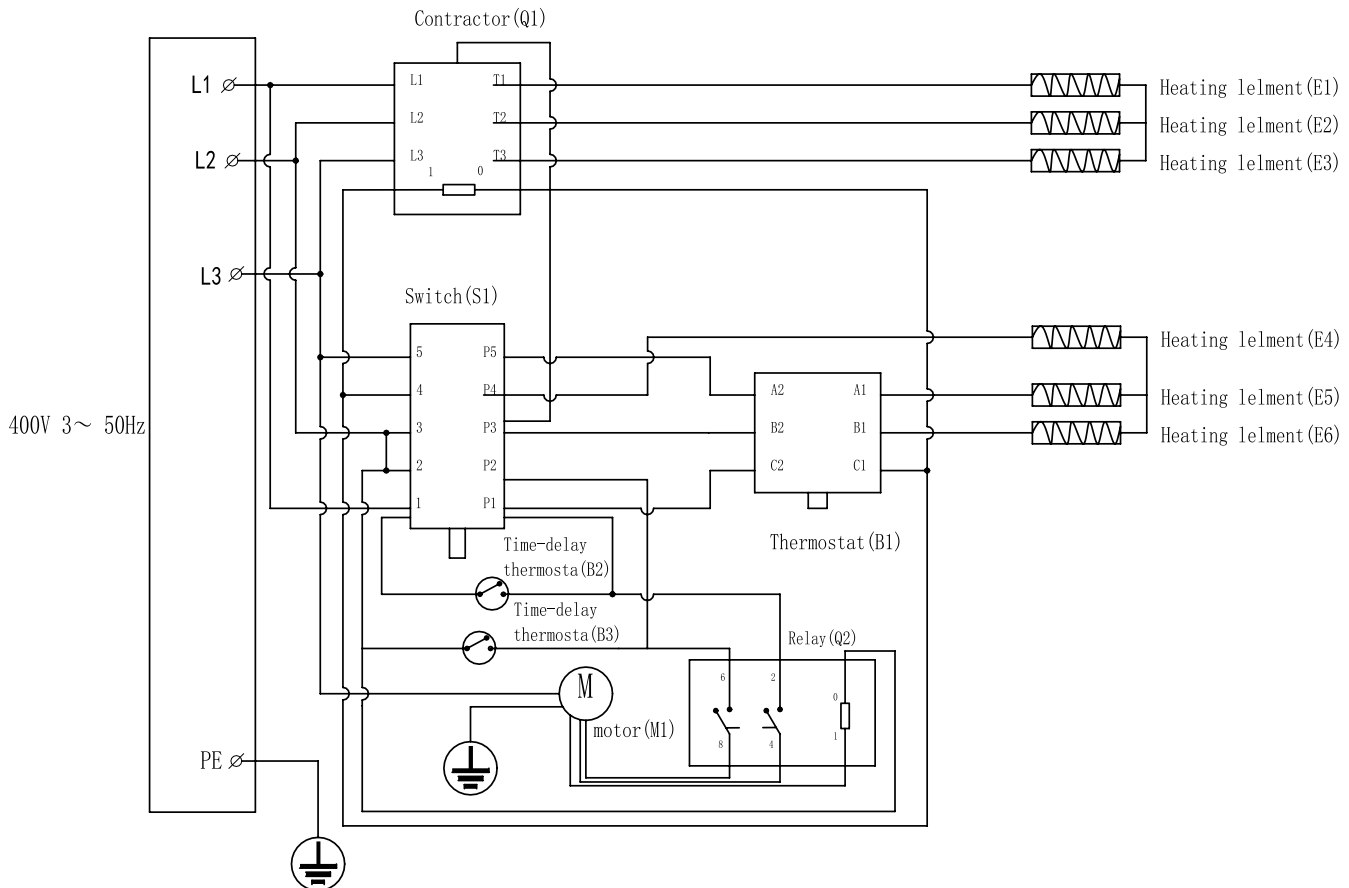 Contractor(Q1)
L1
L1
T1
Heating lelment(E1)
L2
T2
Heating lelment(E2)
L2
L3
T3
Heating lelment(E3)
1
0
L3
Switch(S1)
Heating lelment(E4)
5
P5
4
P4
A2
A1
Heating lelment(E5)
400V 3～ 50Hz
3
P3
B2
B1
Heating lelment(E6)
2
P2
C2
C1
1
P1
Thermostat(B1)
Time-delay
thermosta(B2)
Time-delay
thermosta(B3)
Relay(Q2)
6
2
0
M
motor(M1)
8
4
1
PE